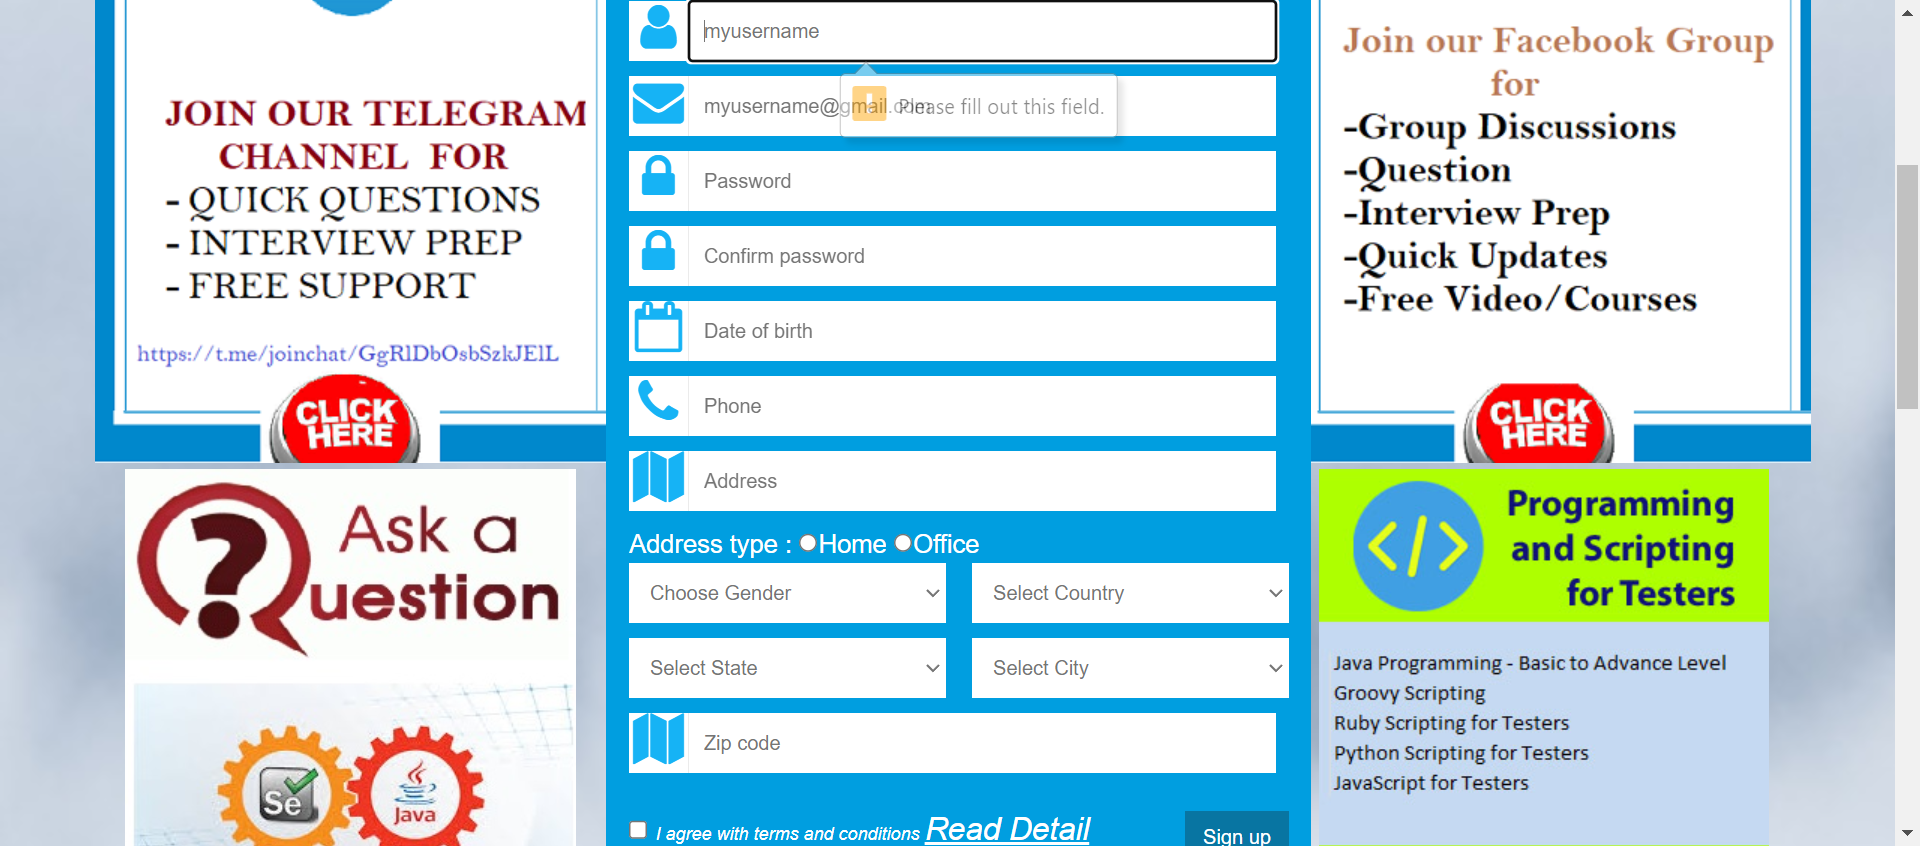 JOIN OUR TELEGRAM
CHANNEL FOR
- QUICK QUESTIONS
- INTERVIEW PREP
- FREE SUPPORT
https://t.me/joinchat/GgRlDbOsbSzkJElL
CLICK
HERE
Ask a
Question
Se
Java
myusername
myusername@gmail.com
Please fill out this field.
Password
Confirm password
Date of birth
Phone
Address
Address type : Home Office
Choose Gender
Select Country
Select State
Select City
Zip code
I agree with terms and conditions Read Detail
Sign up
Join our Facebook Group
for
-Group Discussions
-Question
-Interview Prep
-Quick Updates
-Free Video/Courses
CLICK
HERE
</> Programming
and Scripting
for Testers
Java Programming - Basic to Advance Level
Groovy Scripting
Ruby Scripting for Testers
Python Scripting for Testers
JavaScript for Testers